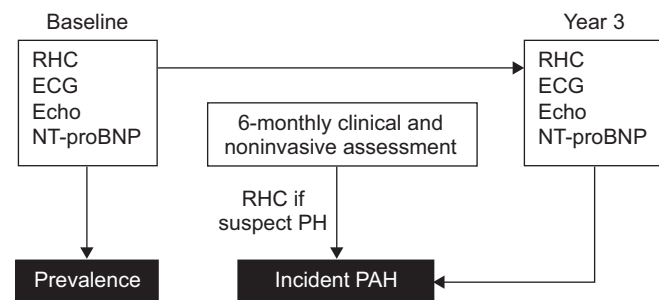 Baseline
RHC
ECG
Echo
NT-proBNP
Year 3
RHC
ECG
Echo
NT-proBNP
6-monthly clinical and
noninvasive assessment
RHC if
suspect PH
Prevalence
Incident PAH